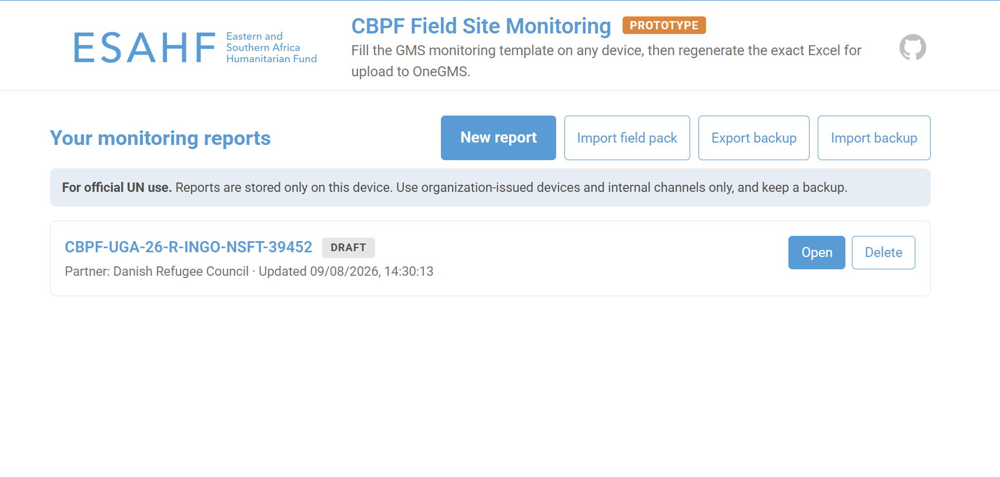 ESAHF
Eastern and
Southern Africa
Humanitarian Fund
CBPF Field Site Monitoring
PROTOTYPE
Fill the GMS monitoring template on any device, then regenerate the exact Excel for
upload to OneGMS.
Your monitoring reports
New report
Import field pack
Export backup
Import backup
For official UN use. Reports are stored only on this device. Use organization-issued devices and internal channels only, and keep a backup.
CBPF-UGA-26-R-INGO-NSFT-39452
DRAFT
Partner: Danish Refugee Council · Updated 09/08/2026, 14:30:13
Open
Delete